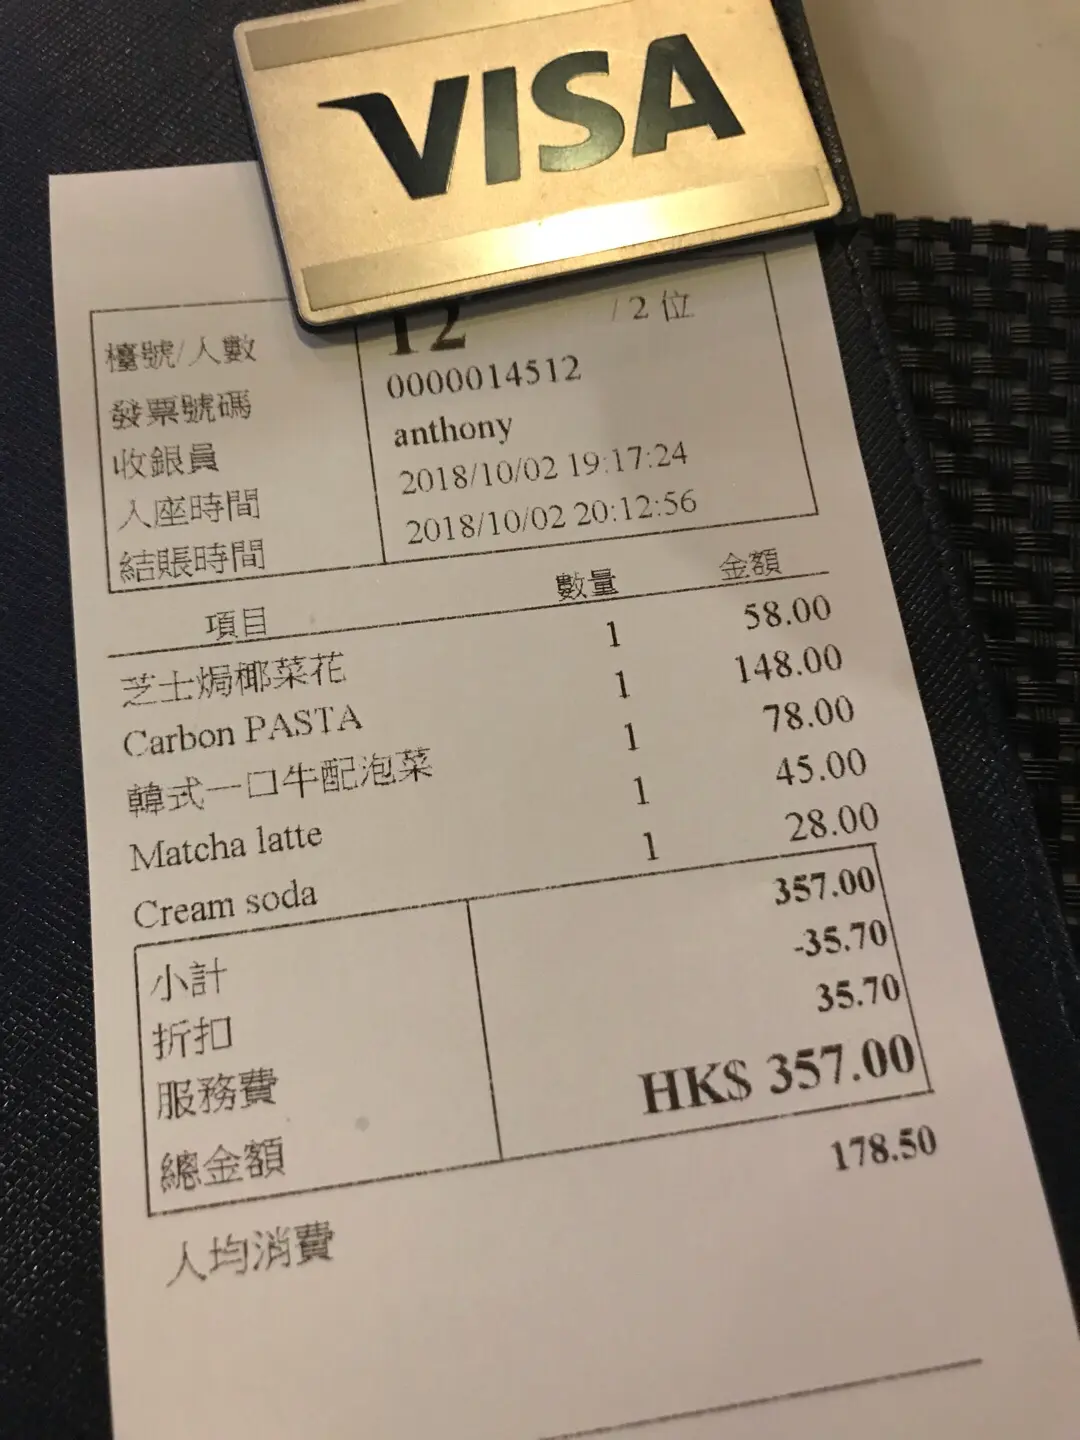 VISA
檯號/人數 12 / 2 位
發票號碼 0000014512
收銀員 anthony
入座時間 2018/10/02 19:17:24
結賬時間 2018/10/02 20:12:56
項目 數量 金額
芝士焗椰菜花 1 58.00
Carbon PASTA 1 148.00
韓式一口牛配泡菜 1 78.00
Matcha latte 1 45.00
Cream soda 1 28.00
小計 357.00
折扣 -35.70
服務費 35.70
總金額 HK$ 357.00
人均消費 178.50